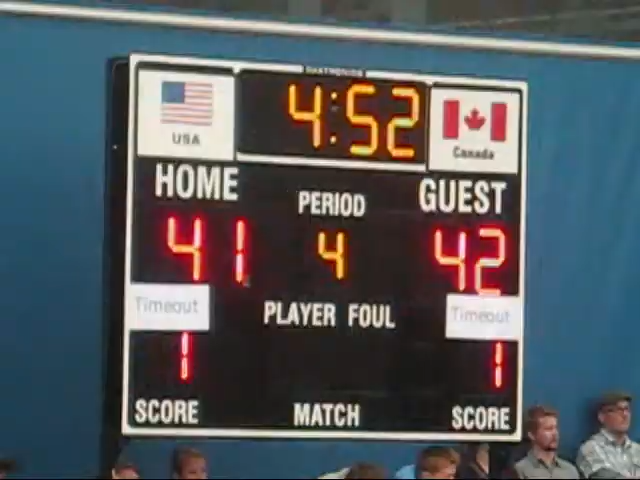 DAKTRONICS
4:52
USA
Canada
HOME
PERIOD
GUEST
41
4
42
Timeout
PLAYER FOUL
Timeout
1
1
SCORE
MATCH
SCORE